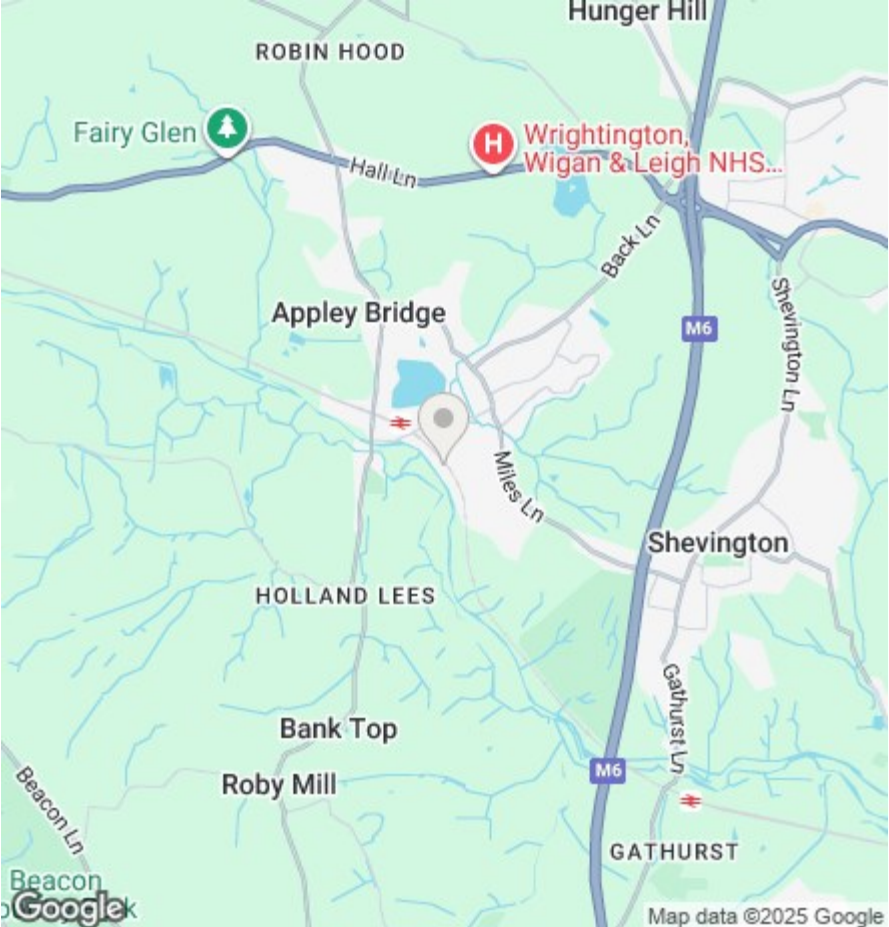 Hunger Hill
ROBIN HOOD
Fairy Glen
H
Wrightington,
Wigan & Leigh NHS...
Hall Ln
Back Ln
Shevington Ln
Appley Bridge
M6
Miles Ln
Shevington
HOLLAND LEES
Gathurst Ln
Bank Top
M6
Roby Mill
Beacon Ln
GATHURST
Beacon
Google
Map data ©2025 Google